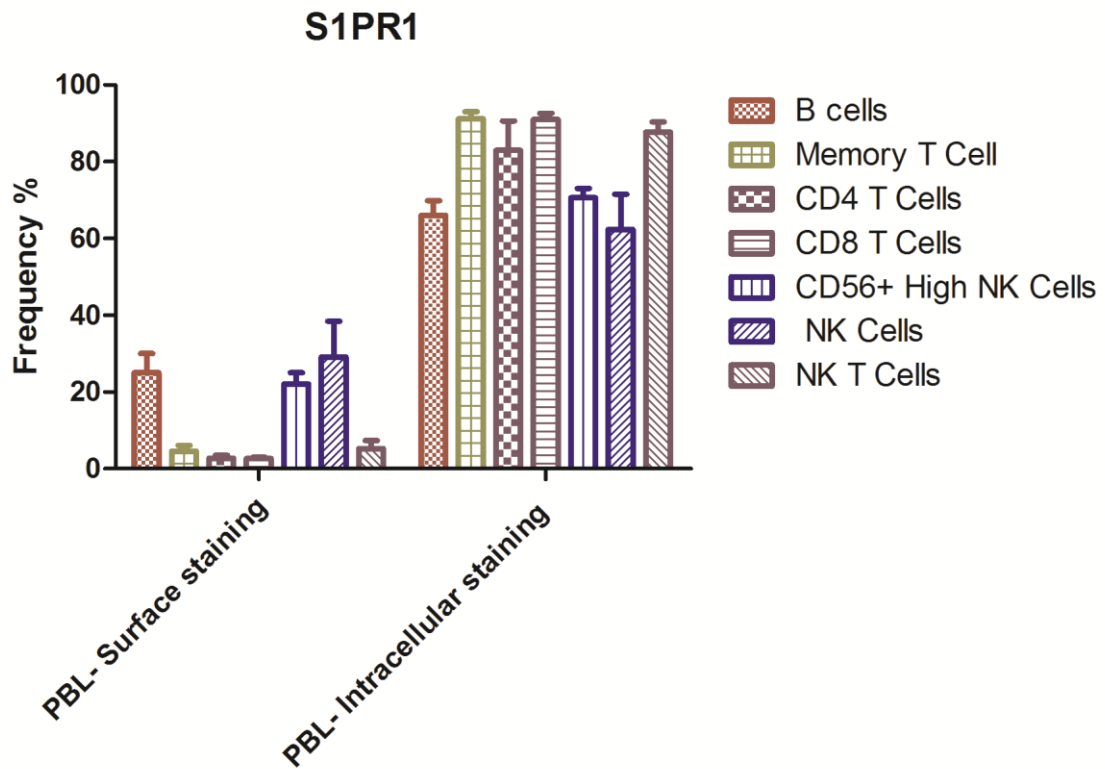 S1PR1
Frequency %
100
80
60
40
20
0
PBL- Surface staining
PBL- Intracellular staining
B cells
Memory T Cell
CD4 T Cells
CD8 T Cells
CD56+ High NK Cells
NK Cells
NK T Cells